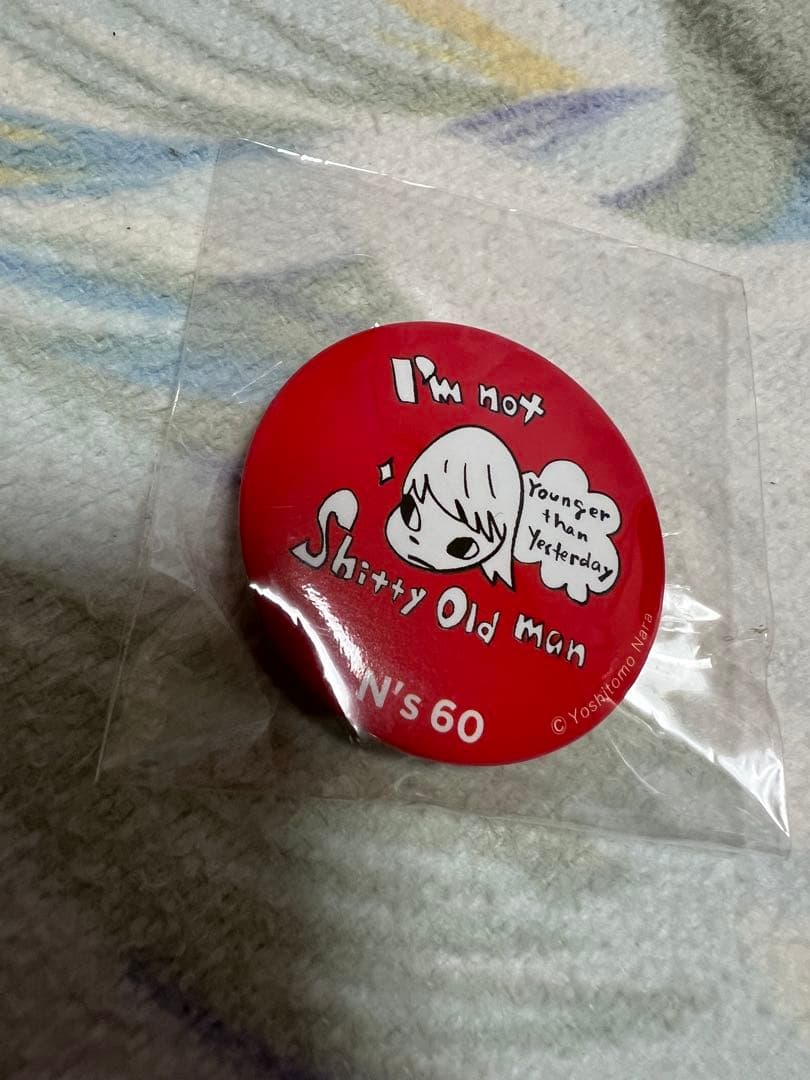 I'm not
Younger
than
Yesterday
Shitty Old man
N's 60
© Yoshitomo Nara